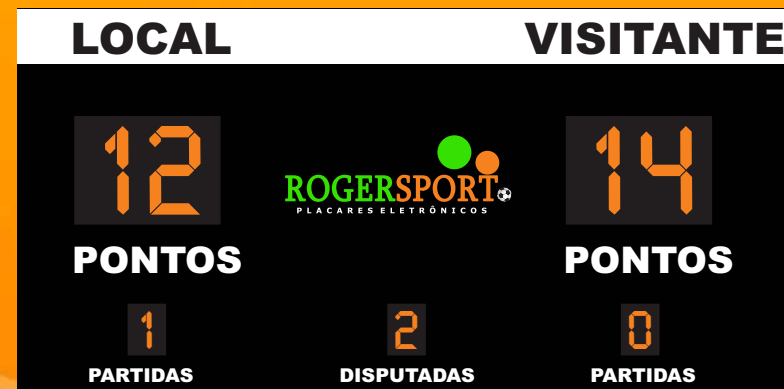 LOCAL VISITANTE
12 14
ROGERSPORT
PLACARES ELETRÔNICOS
PONTOS PONTOS
1 2 0
PARTIDAS DISPUTADAS PARTIDAS